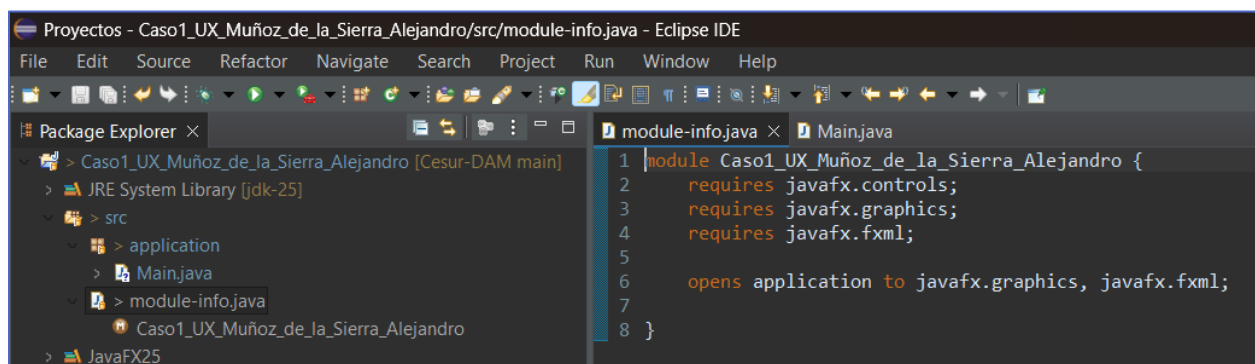 Proyectos - Caso1_UX_Muñoz_de_la_Sierra_Alejandro/src/module-info.java - Eclipse IDE
File Edit Source Refactor Navigate Search Project Run Window Help
Package Explorer
> Caso1_UX_Muñoz_de_la_Sierra_Alejandro [Cesur-DAM main]
JRE System Library [jdk-25]
> src
> application
Main.java
> module-info.java
Caso1_UX_Muñoz_de_la_Sierra_Alejandro
JavaFX25
module-info.java Main.java
1 module Caso1_UX_Muñoz_de_la_Sierra_Alejandro {
2 requires javafx.controls;
3 requires javafx.graphics;
4 requires javafx.fxml;
5
6 opens application to javafx.graphics, javafx.fxml;
7
8 }